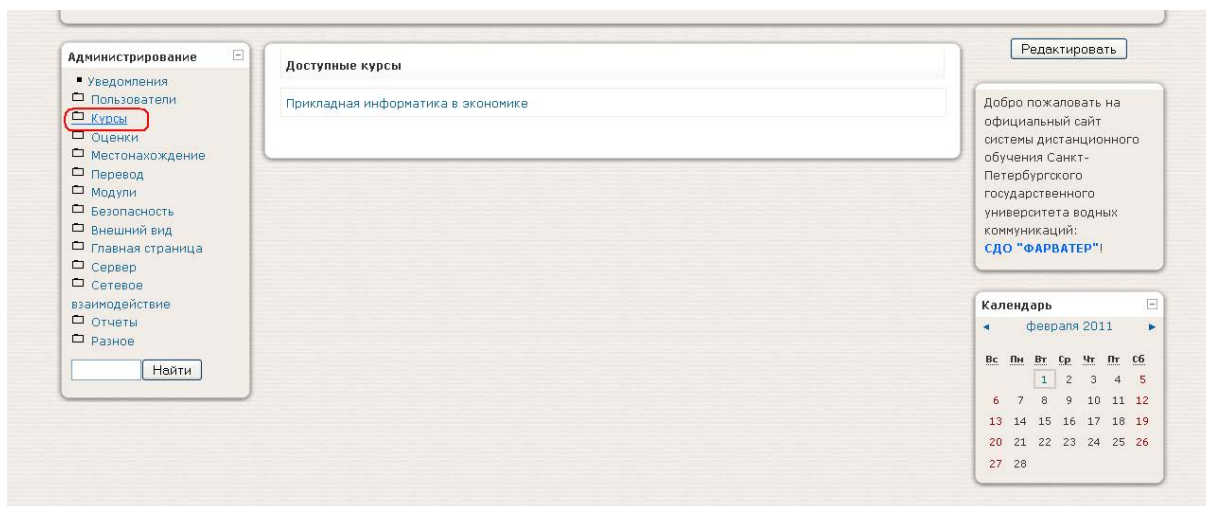 Администрирование
Уведомления
Пользователи
Курсы
Оценки
Местонахождение
Перевод
Модули
Безопасность
Внешний вид
Главная страница
Сервер
Сетевое
взаимодействие
Отчеты
Разное
Найти
Доступные курсы
Прикладная информатика в экономике
Редактировать
Добро пожаловать на
официальный сайт
системы дистанционного
обучения Санкт-
Петербургского
государственного
университета водных
коммуникаций:
СДО "ФАРВАТЕР"!
Календарь
◄ февраля 2011 ►
Вс Пн Вт Ср Чт Пт Сб
1 2 3 4 5
6 7 8 9 10 11 12
13 14 15 16 17 18 19
20 21 22 23 24 25 26
27 28